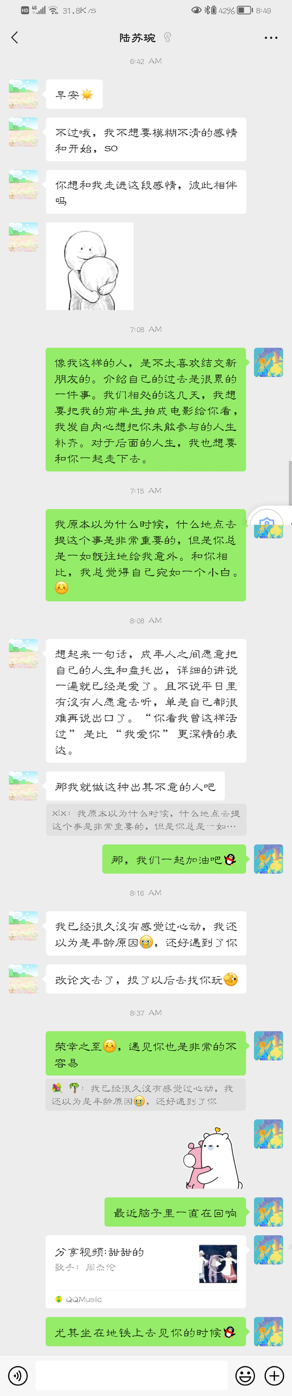 HD 4G 31.8K/s 42% 8:49
陆苏琬
6:42 AM
早安
不过哦，我不想要模糊不清的感情
和开始，so
你想和我走进这段感情，彼此相伴
吗
7:08 AM
像我这样的人，是不太喜欢结交新
朋友的。介绍自己的过去是很累的
一件事。我们相处的这几天，我想
要把我的前半生抽成电影给你看，
我发自内心想把你未能参与的人生
补齐。对于后面的人生，我也想要
和你一起走下去。
7:15 AM
我原本以为什么时候，什么地点去
提这个事是非常重要的，但是你总
是一如既往地给我意外。和你相
比，我总觉得自己宛如一个小白。
8:08 AM
想起来一句话，成年人之间愿意把
自己的人生和盘托出，详细的讲说
一遍就已经是爱了。且不说平日里
有没有人愿意去听，单是自己都很
难再说出口了。“你看我曾这样活
过”是比“我爱你”更深情的表
达。
那我就做这种出其不意的人吧
XIX：我原本以为什么时候，什么地点去
提这个事是非常重要的，但是你总是一如…
那，我们一起加油吧
8:16 AM
我已经很久没有感觉过心动，我还
以为是年龄原因，还好遇到了你
改论文去了，投了以后去找你玩
8:37 AM
荣幸之至，遇见你也是非常的不
容易
：我已经很久没有感觉过心动，我
还以为是年龄原因，还好遇到了你
最近脑子里一直在回响
分享视频:甜甜的
歌手：周杰伦
QQMusic
尤其坐在地铁上去见你的时候